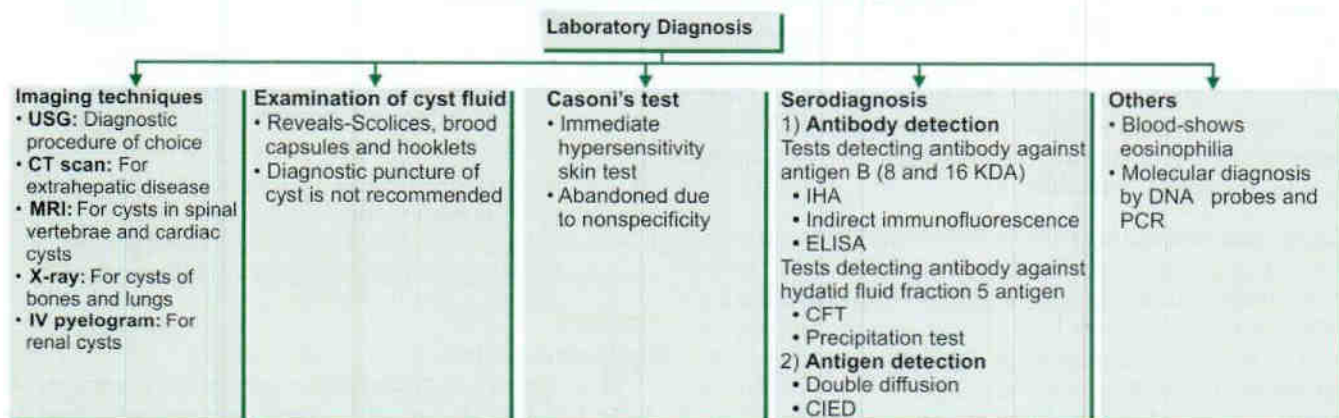 Laboratory Diagnosis
Imaging techniques
• USG: Diagnostic
procedure of choice
• CT scan: For
extrahepatic disease
• MRI: For cysts in spinal
vertebrae and cardiac
cysts
• X-ray: For cysts of
bones and lungs
• IV pyelogram: For
renal cysts
Examination of cyst fluid
• Reveals-Scolices, brood
capsules and hooklets
• Diagnostic puncture of
cyst is not recommended
Casoni's test
• Immediate
hypersensitivity
skin test
• Abandoned due
to nonspecificity
Serodiagnosis
1) Antibody detection
Tests detecting antibody against
antigen B (8 and 16 KDA)
• IHA
• Indirect immunofluorescence
• ELISA
Tests detecting antibody against
hydatid fluid fraction 5 antigen
• CFT
• Precipitation test
2) Antigen detection
• Double diffusion
• CIED
Others
• Blood-shows
eosinophilia
• Molecular diagnosis
by DNA probes and
PCR